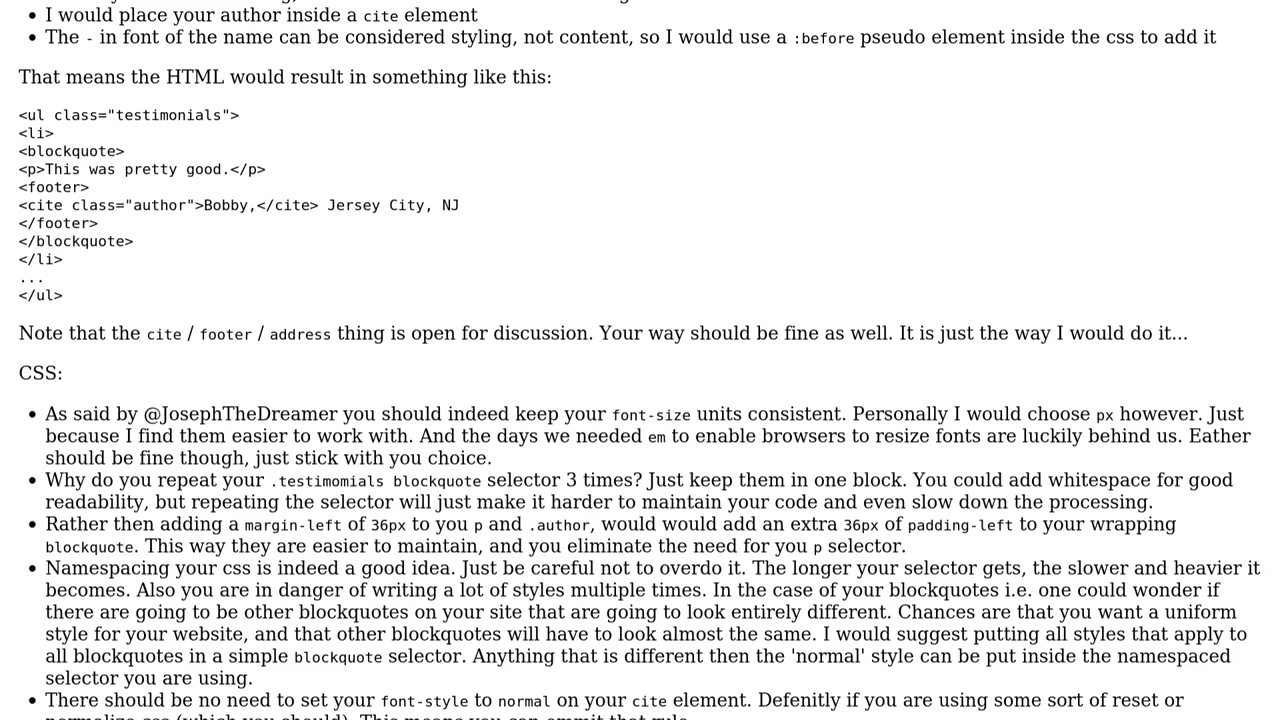 I would place your author inside a cite element
The - in font of the name can be considered styling, not content, so I would use a :before pseudo element inside the css to add it
That means the HTML would result in something like this:
<ul class="testimonials">
<li>
<blockquote>
<p>This was pretty good.</p>
<footer>
<cite class="author">Bobby,</cite> Jersey City, NJ
</footer>
</blockquote>
</li>
...
</ul>
Note that the cite / footer / address thing is open for discussion. Your way should be fine as well. It is just the way I would do it...
CSS:
As said by @JosephTheDreamer you should indeed keep your font-size units consistent. Personally I would choose px however. Just
because I find them easier to work with. And the days we needed em to enable browsers to resize fonts are luckily behind us. Eather
should be fine though, just stick with you choice.
Why do you repeat your .testimomials blockquote selector 3 times? Just keep them in one block. You could add whitespace for good
readability, but repeating the selector will just make it harder to maintain your code and even slow down the processing.
Rather then adding a margin-left of 36px to you p and .author, would would add an extra 36px of padding-left to your wrapping
blockquote. This way they are easier to maintain, and you eliminate the need for you p selector.
Namespacing your css is indeed a good idea. Just be careful not to overdo it. The longer your selector gets, the slower and heavier it
becomes. Also you are in danger of writing a lot of styles multiple times. In the case of your blockquotes i.e. one could wonder if
there are going to be other blockquotes on your site that are going to look entirely different. Chances are that you want a uniform
style for your website, and that other blockquotes will have to look almost the same. I would suggest putting all styles that apply to
all blockquotes in a simple blockquote selector. Anything that is different then the 'normal' style can be put inside the namespaced
selector you are using.
There should be no need to set your font-style to normal on your cite element. Defenitly if you are using some sort of reset or